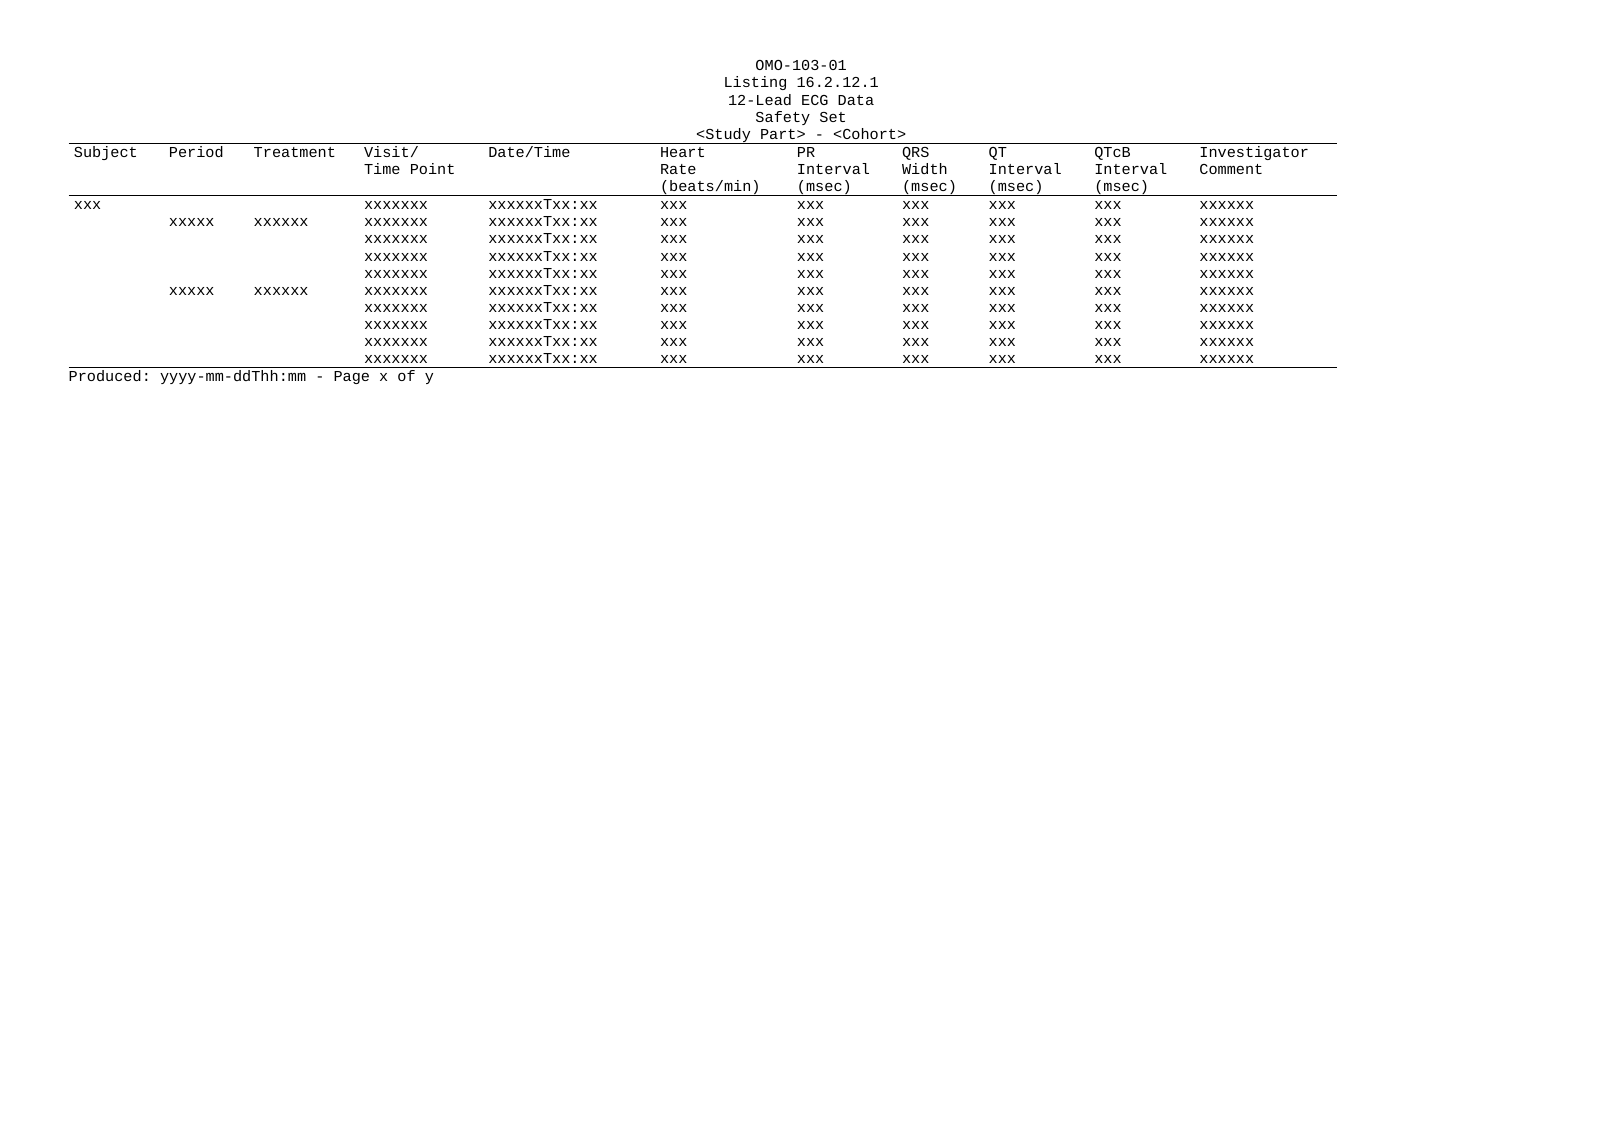 OMO-103-01
Listing 16.2.12.1
12-Lead ECG Data
Safety Set
<Study Part> - <Cohort>
Subject Period Treatment Visit/ Date/Time Heart PR QRS QT QTcB Investigator
Time Point Rate Interval Width Interval Interval Comment
(beats/min) (msec) (msec) (msec) (msec)
xxx xxxxxxx xxxxxxTxx:xx xxx xxx xxx xxx xxx xxxxxx
xxxxx xxxxxx xxxxxxx xxxxxxTxx:xx xxx xxx xxx xxx xxx xxxxxx
xxxxxxx xxxxxxTxx:xx xxx xxx xxx xxx xxx xxxxxx
xxxxxxx xxxxxxTxx:xx xxx xxx xxx xxx xxx xxxxxx
xxxxxxx xxxxxxTxx:xx xxx xxx xxx xxx xxx xxxxxx
xxxxx xxxxxx xxxxxxx xxxxxxTxx:xx xxx xxx xxx xxx xxx xxxxxx
xxxxxxx xxxxxxTxx:xx xxx xxx xxx xxx xxx xxxxxx
xxxxxxx xxxxxxTxx:xx xxx xxx xxx xxx xxx xxxxxx
xxxxxxx xxxxxxTxx:xx xxx xxx xxx xxx xxx xxxxxx
xxxxxxx xxxxxxTxx:xx xxx xxx xxx xxx xxx xxxxxx
Produced: yyyy-mm-ddThh:mm - Page x of y